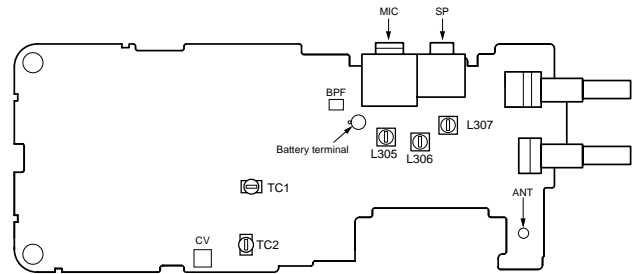 MIC
SP
BPF
Battery terminal
L305
L306
L307
TC1
ANT
CV
TC2